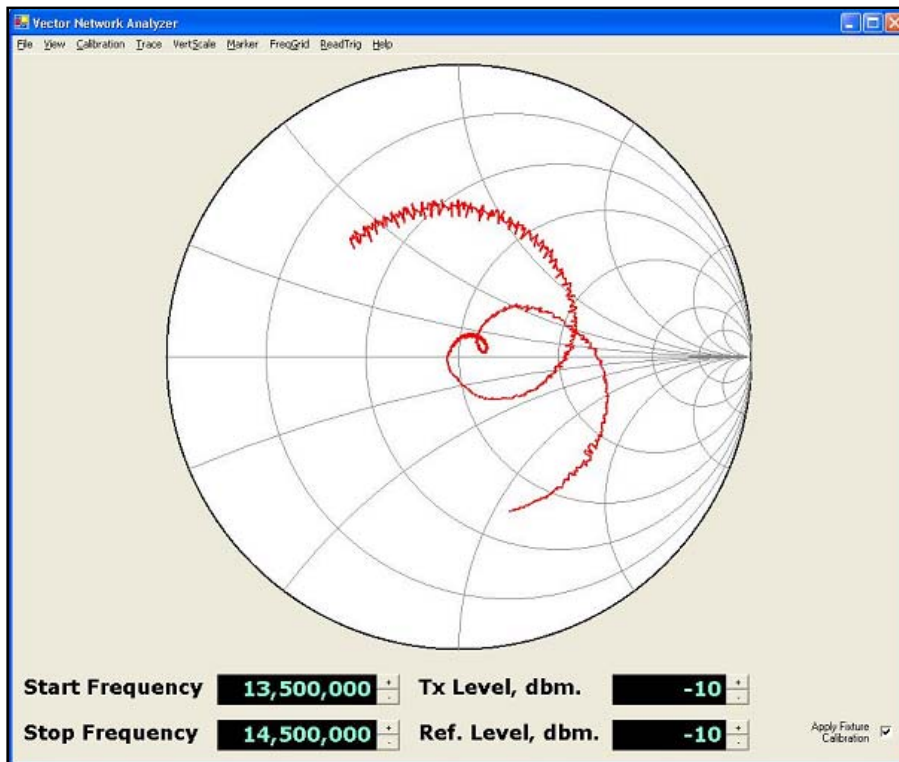 Vector Network Analyzer
File View Calibration Trace VertScale Marker FreqGrid ReadTrig Help
Start Frequency 13,500,000 + - Tx Level, dbm. -10 + -
Stop Frequency 14,500,000 + - Ref. Level, dbm. -10 + -
Apply Fixture
Calibration